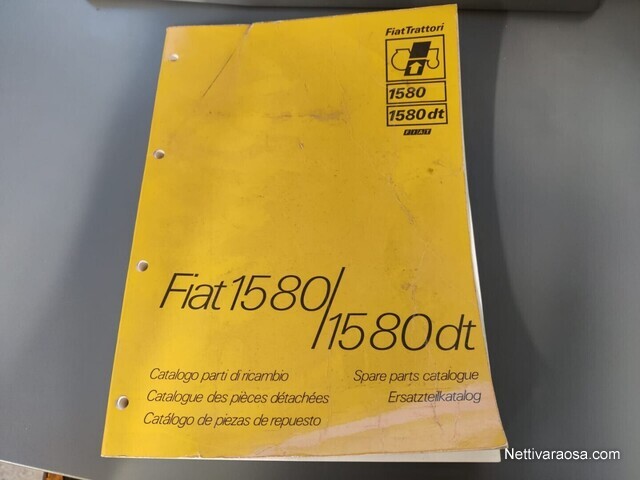 FiatTrattori
1580
1580 dt
FIAT
Fiat 1580/
1580 dt
Catalogo parti di ricambio
Spare parts catalogue
Catalogue des pièces détachées
Ersatzteilkatalog
Catálogo de piezas de repuesto
Nettivaraosa.com